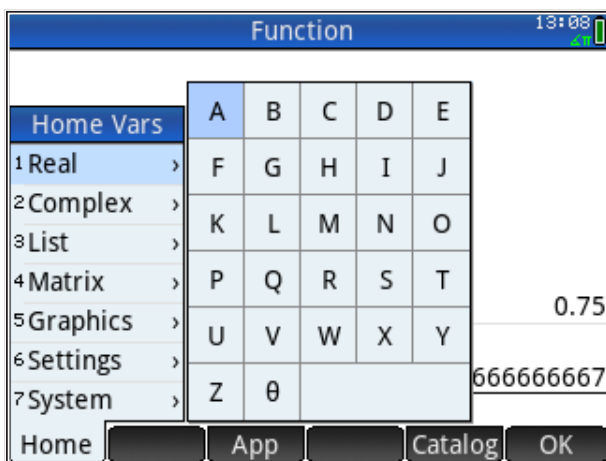 Function
13:08
∡π
Home Vars
1 Real ›
2 Complex ›
3 List ›
4 Matrix ›
5 Graphics ›
6 Settings ›
7 System ›
A B C D E
F G H I J
K L M N O
P Q R S T
U V W X Y
Z θ
0.75
666666667
Home App Catalog OK